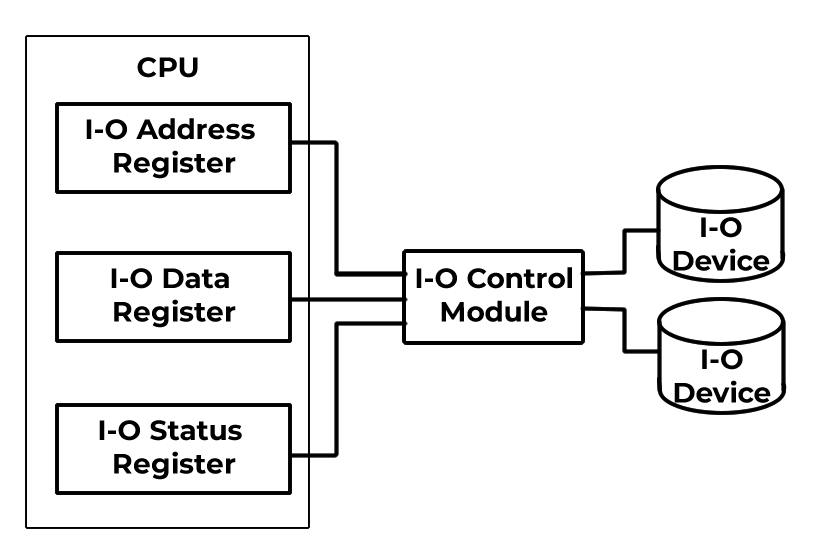 CPU
I-O Address
Register
I-O Data
Register
I-O Status
Register
I-O Control
Module
I-O
Device
I-O
Device